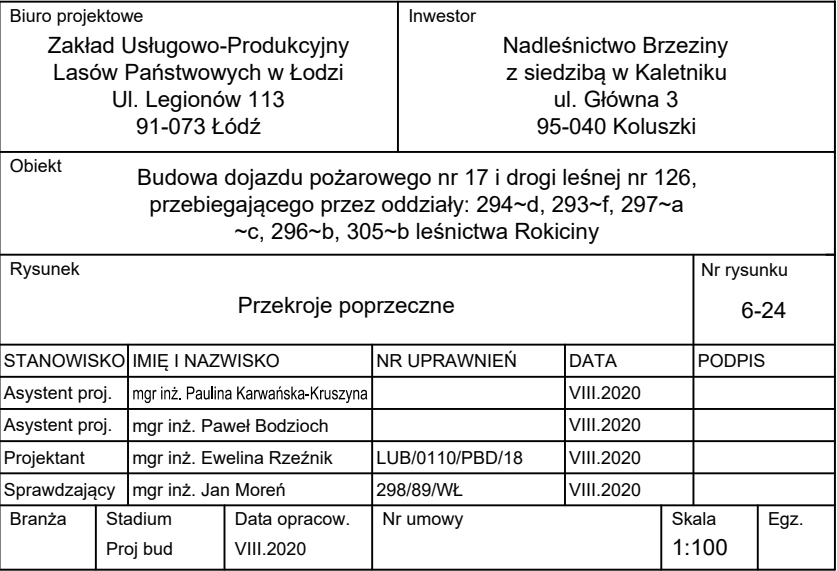 Biuro projektowe
Zakład Usługowo-Produkcyjny
Lasów Państwowych w Łodzi
Ul. Legionów 113
91-073 Łódź
Inwestor
Nadleśnictwo Brzeziny
z siedzibą w Kaletniku
ul. Główna 3
95-040 Koluszki
Obiekt
Budowa dojazdu pożarowego nr 17 i drogi leśnej nr 126,
przebiegającego przez oddziały: 294~d, 293~f, 297~a
~c, 296~b, 305~b leśnictwa Rokiciny
Rysunek
Przekroje poprzeczne
Nr rysunku
6-24
STANOWISKO IMIĘ I NAZWISKO NR UPRAWNIEŃ DATA PODPIS
Asystent proj. mgr inż. Paulina Karwańska-Kruszyna VIII.2020
Asystent proj. mgr inż. Paweł Bodzioch VIII.2020
Projektant mgr inż. Ewelina Rzeźnik LUB/0110/PBD/18 VIII.2020
Sprawdzający mgr inż. Jan Moreń 298/89/WŁ VIII.2020
Branża Stadium Data opracow. Nr umowy Skala Egz.
Proj bud VIII.2020 1:100